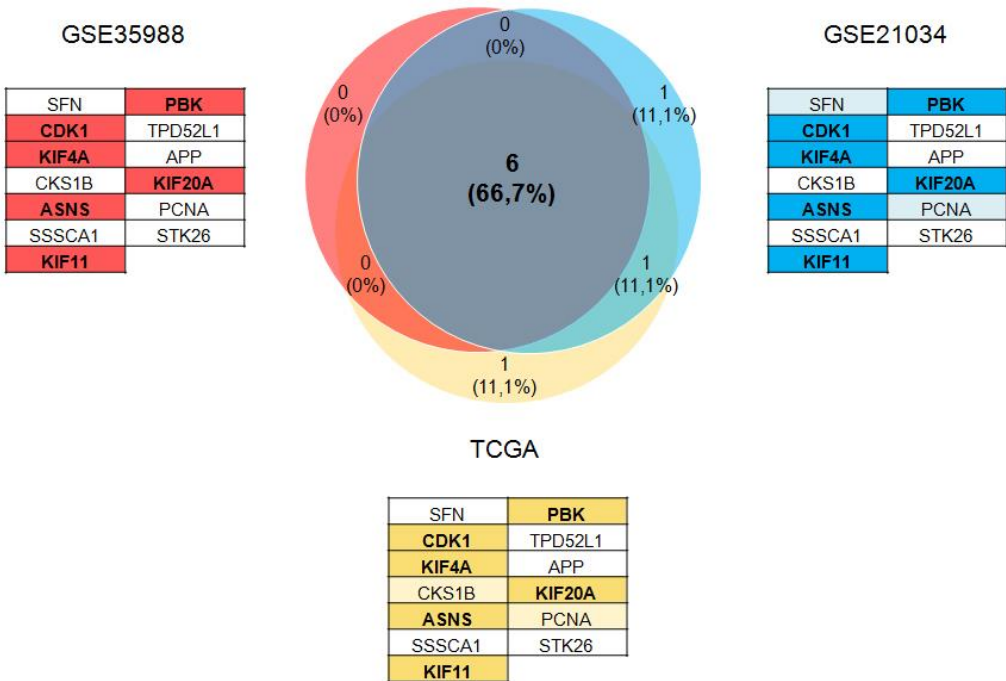 GSE35988
GSE21034
SFN PBK
CDK1 TPD52L1
KIF4A APP
CKS1B KIF20A
ASNS PCNA
SSSCA1 STK26
KIF11
0
(0%)
0
(0%)
1
(11,1%)
6
(66,7%)
0
(0%)
1
(11,1%)
1
(11,1%)
SFN PBK
CDK1 TPD52L1
KIF4A APP
CKS1B KIF20A
ASNS PCNA
SSSCA1 STK26
KIF11
TCGA
SFN PBK
CDK1 TPD52L1
KIF4A APP
CKS1B KIF20A
ASNS PCNA
SSSCA1 STK26
KIF11